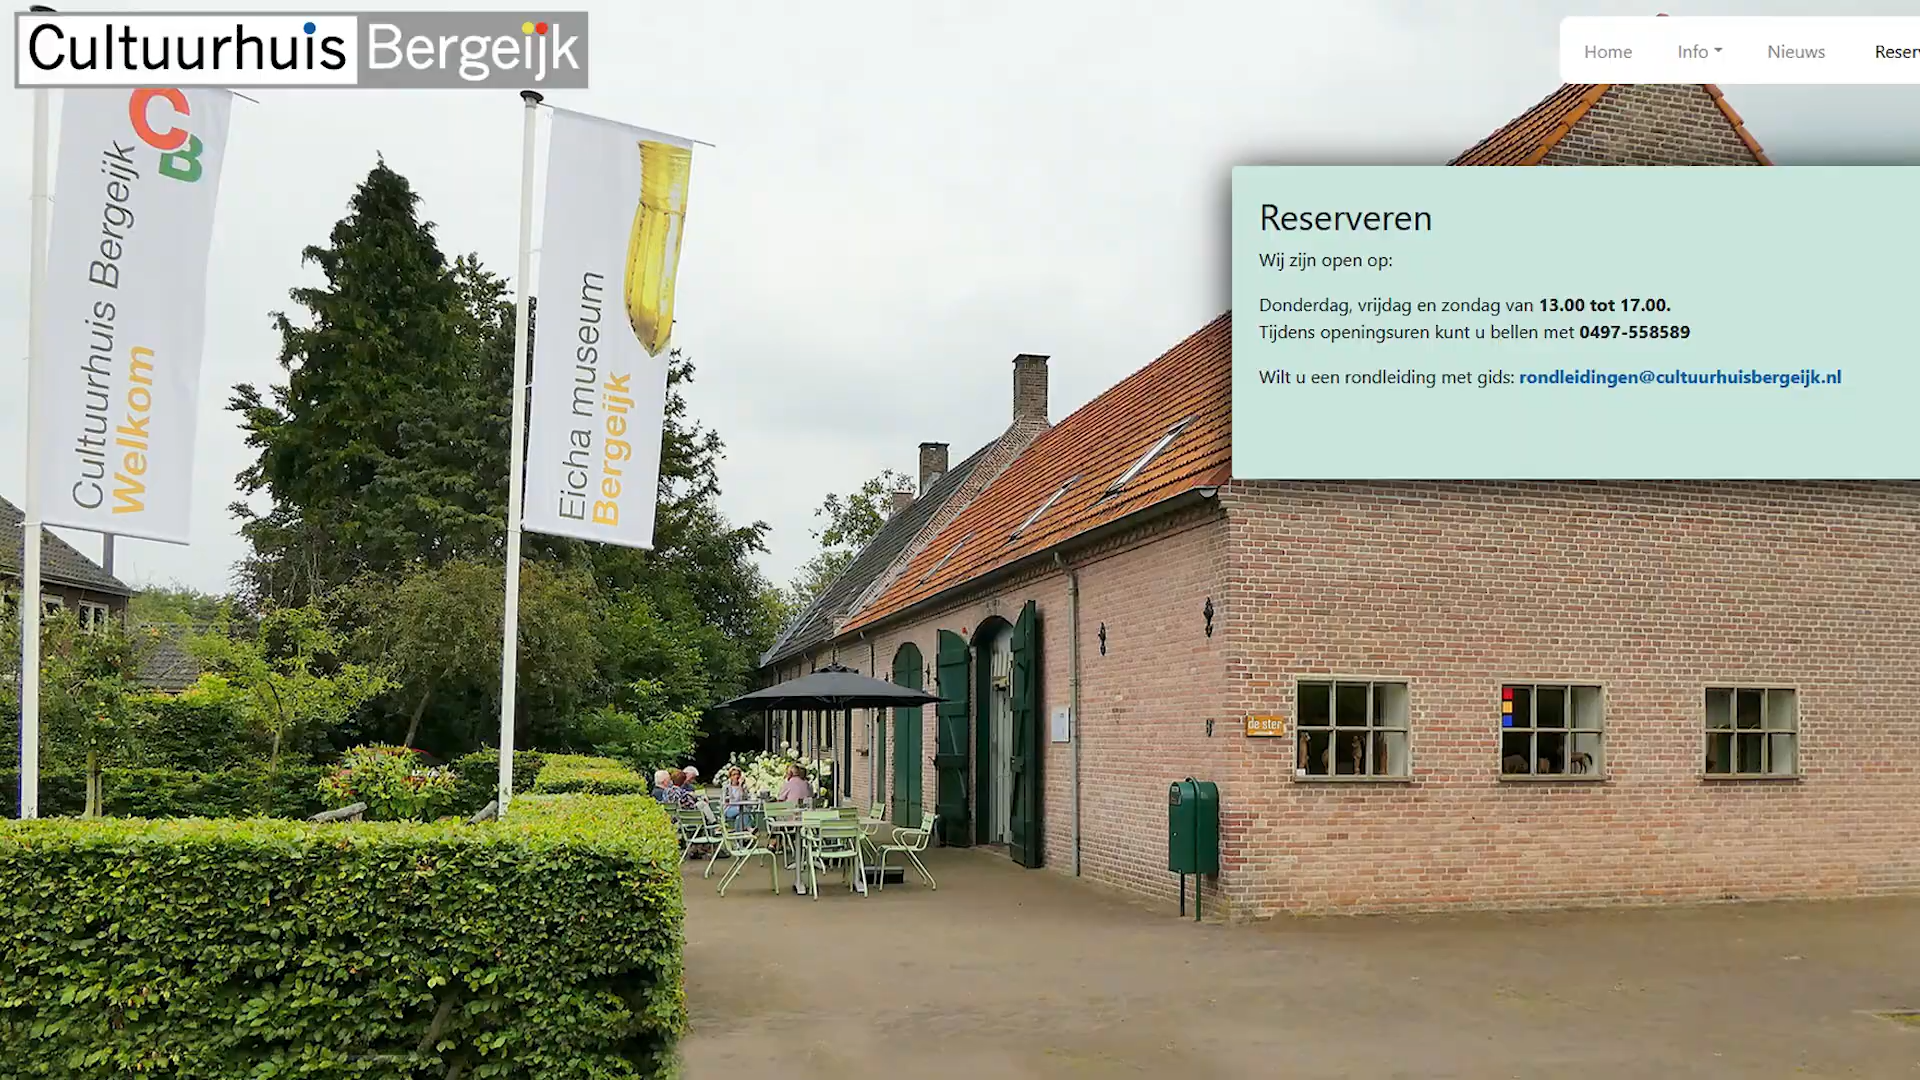 Cultuurhuis Bergeijk
Home
Info
Nieuws
Reser
CB
Cultuurhuis Bergeijk
Welkom
Eicha museum
Bergeijk
Reserveren
Wij zijn open op:
Donderdag, vrijdag en zondag van 13.00 tot 17.00.
Tijdens openingsuren kunt u bellen met 0497-558589
Wilt u een rondleiding met gids: rondleidingen@cultuurhuisbergeijk.nl
de ster